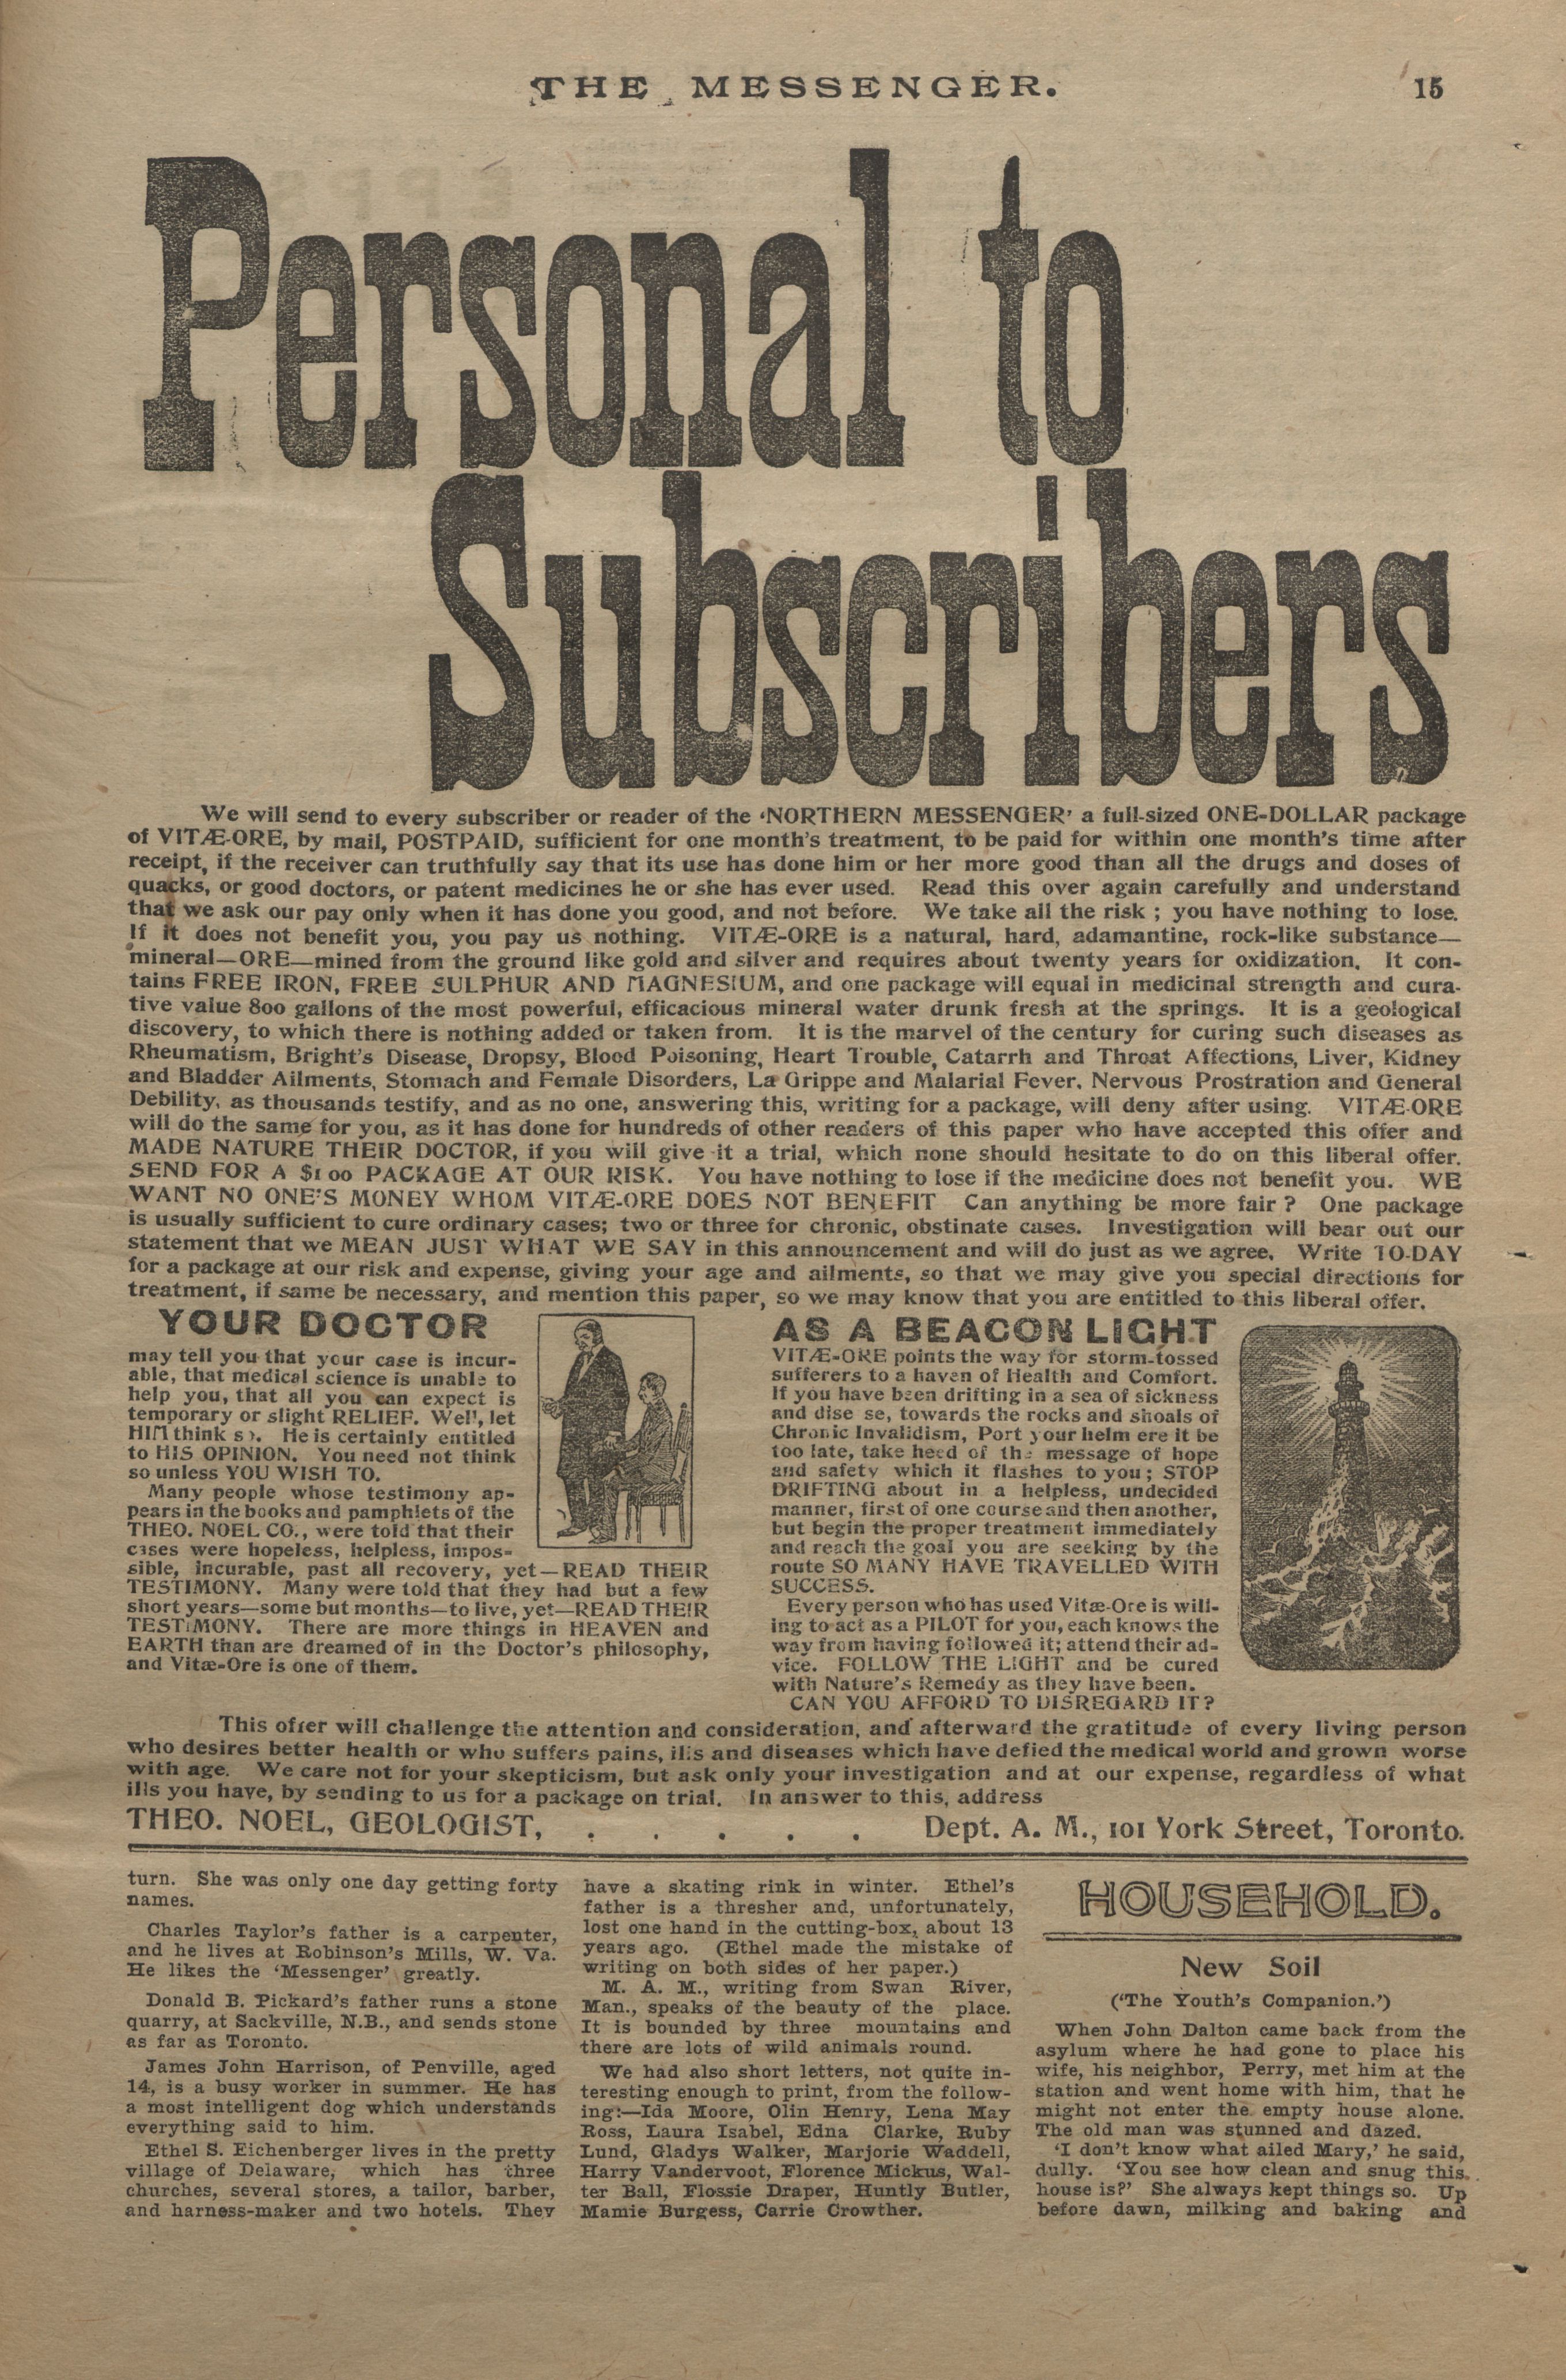 THE MESSENGER.
15
Personal to
Subscribers
We will send to every subscriber or reader of the ‘NORTHERN MESSENGER’ a full-sized ONE-DOLLAR package
of VITÆ-ORE, by mail, POSTPAID, sufficient for one month’s treatment, to be paid for within one month’s time after
receipt, if the receiver can truthfully say that its use has done him or her more good than all the drugs and doses of
quacks, or good doctors, or patent medicines he or she has ever used. Read this over again carefully and understand
that we ask our pay only when it has done you good, and not before. We take all the risk ; you have nothing to lose.
If it does not benefit you, you pay us nothing. VITÆ-ORE is a natural, hard, adamantine, rock-like substance—
mineral—ORE—mined from the ground like gold and silver and requires about twenty years for oxidization. It con-
tains FREE IRON, FREE SULPHUR AND MAGNESIUM, and one package will equal in medicinal strength and cura-
tive value 800 gallons of the most powerful, efficacious mineral water drunk fresh at the springs. It is a geological
discovery, to which there is nothing added or taken from. It is the marvel of the century for curing such diseases as
Rheumatism, Bright’s Disease, Dropsy, Blood Poisoning, Heart Trouble, Catarrh and Throat Affections, Liver, Kidney
and Bladder Ailments, Stomach and Female Disorders, La Grippe and Malarial Fever, Nervous Prostration and General
Debility, as thousands testify, and as no one, answering this, writing for a package, will deny after using. VITÆ-ORE
will do the same for you, as it has done for hundreds of other readers of this paper who have accepted this offer and
MADE NATURE THEIR DOCTOR, if you will give it a trial, which none should hesitate to do on this liberal offer.
SEND FOR A $1 00 PACKAGE AT OUR RISK. You have nothing to lose if the medicine does not benefit you. WE
WANT NO ONE’S MONEY WHOM VITÆ-ORE DOES NOT BENEFIT Can anything be more fair ? One package
is usually sufficient to cure ordinary cases; two or three for chronic, obstinate cases. Investigation will bear out our
statement that we MEAN JUST WHAT WE SAY in this announcement and will do just as we agree. Write TO-DAY
for a package at our risk and expense, giving your age and ailments, so that we may give you special directions for
treatment, if same be necessary, and mention this paper, so we may know that you are entitled to this liberal offer.
YOUR DOCTOR
may tell you that your case is incur-
able, that medical science is unable to
help you, that all you can expect is
temporary or slight RELIEF. Well, let
HIM think so. He is certainly entitled
to HIS OPINION. You need not think
so unless YOU WISH TO.
Many people whose testimony ap-
pears in the books and pamphlets of the
THEO. NOEL CO., were told that their
cases were hopeless, helpless, impos-
sible, incurable, past all recovery, yet—READ THEIR
TESTIMONY. Many were told that they had but a few
short years—some but months—to live, yet—READ THEIR
TESTIMONY. There are more things in HEAVEN and
EARTH than are dreamed of in the Doctor’s philosophy,
and Vitæ-Ore is one of them.
AS A BEACON LIGHT
VITÆ-ORE points the way for storm-tossed
sufferers to a haven of Health and Comfort.
If you have been drifting in a sea of sickness
and dise se, towards the rocks and shoals of
Chronic Invalidism, Port your helm ere it be
too late, take heed of the message of hope
and safety which it flashes to you ; STOP
DRIFTING about in a helpless, undecided
manner, first of one course and then another,
but begin the proper treatment immediately
and reach the goal you are seeking by the
route SO MANY HAVE TRAVELLED WITH
SUCCESS.
Every person who has used Vitæ-Ore is will-
ing to act as a PILOT for you, each knows the
way from having followed it; attend their ad-
vice. FOLLOW THE LIGHT and be cured
with Nature’s Remedy as they have been.
CAN YOU AFFORD TO DISREGARD IT?
This offer will challenge the attention and consideration, and afterward the gratitude of every living person
who desires better health or who suffers pains, ills and diseases which have defied the medical world and grown worse
with age. We care not for your skepticism, but ask only your investigation and at our expense, regardless of what
ills you have, by sending to us for a package on trial. In answer to this, address
THEO. NOEL, GEOLOGIST, . . . . . Dept. A. M., 101 York Street, Toronto.
turn. She was only one day getting forty
names.
Charles Taylor’s father is a carpenter,
and he lives at Robinson’s Mills, W. Va.
He likes the ‘Messenger’ greatly.
Donald B. Pickard’s father runs a stone
quarry, at Sackville, N.B., and sends stone
as far as Toronto.
James John Harrison, of Penville, aged
14, is a busy worker in summer. He has
a most intelligent dog which understands
everything said to him.
Ethel S. Eichenberger lives in the pretty
village of Delaware, which has three
churches, several stores, a tailor, barber,
and harness-maker and two hotels. They
have a skating rink in winter. Ethel’s
father is a thresher and, unfortunately,
lost one hand in the cutting-box, about 13
years ago. (Ethel made the mistake of
writing on both sides of her paper.)
M. A. M., writing from Swan River,
Man., speaks of the beauty of the place.
It is bounded by three mountains and
there are lots of wild animals round.
We had also short letters, not quite in-
teresting enough to print, from the follow-
ing:—Ida Moore, Olin Henry, Lena May
Ross, Laura Isabel, Edna Clarke, Ruby
Lund, Gladys Walker, Marjorie Waddell,
Harry Vandervoot, Florence Mickus, Wal-
ter Ball, Flossie Draper, Huntly Butler,
Mamie Burgess, Carrie Crowther.
HOUSEHOLD.
New Soil
(‘The Youth’s Companion.’)
When John Dalton came back from the
asylum where he had gone to place his
wife, his neighbor, Perry, met him at the
station and went home with him, that he
might not enter the empty house alone.
The old man was stunned and dazed.
‘I don’t know what ailed Mary,’ he said,
dully. ‘You see how clean and snug this
house is?’ She always kept things so. Up
before dawn, milking and baking and